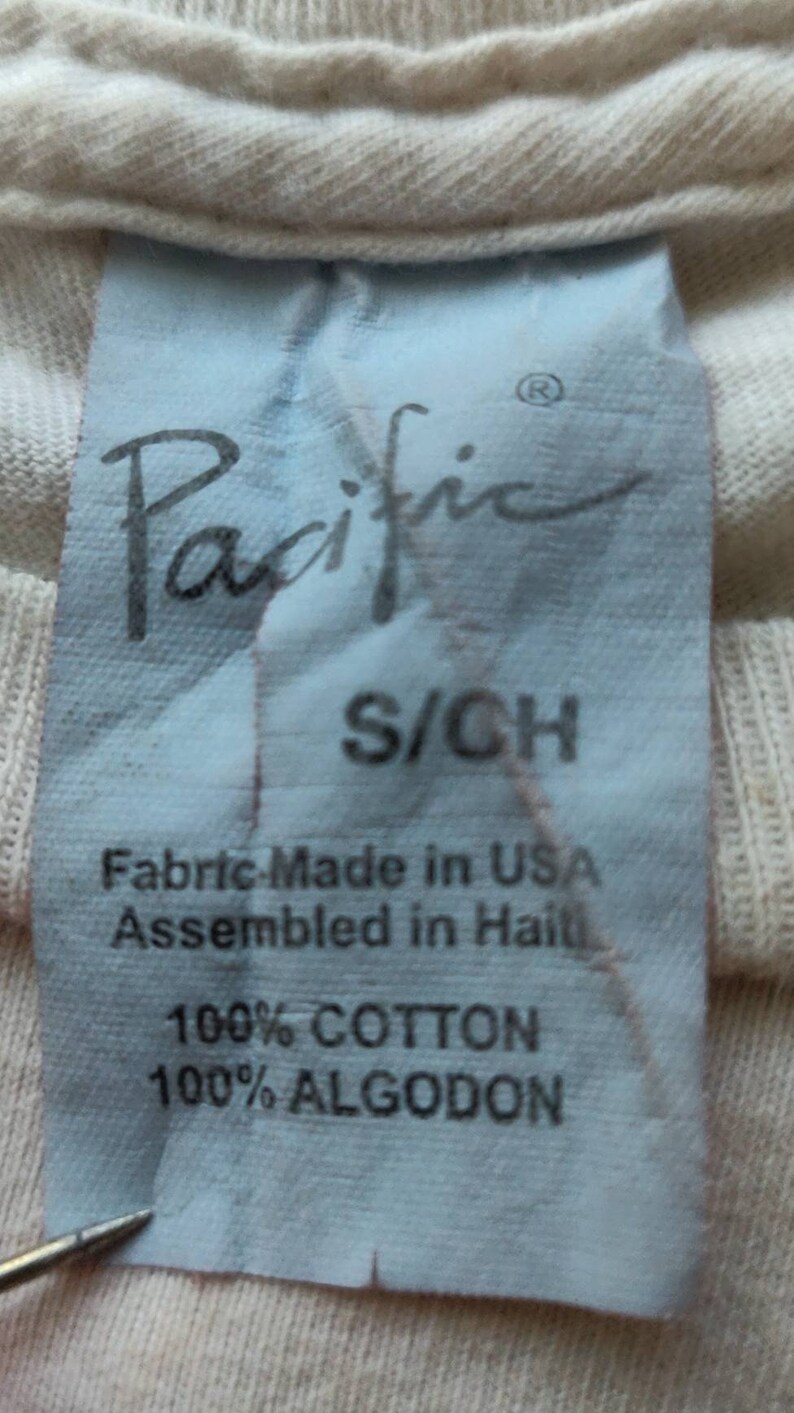 Pacific®
S/CH
Fabric Made in USA
Assembled in Haiti
100% COTTON
100% ALGODON